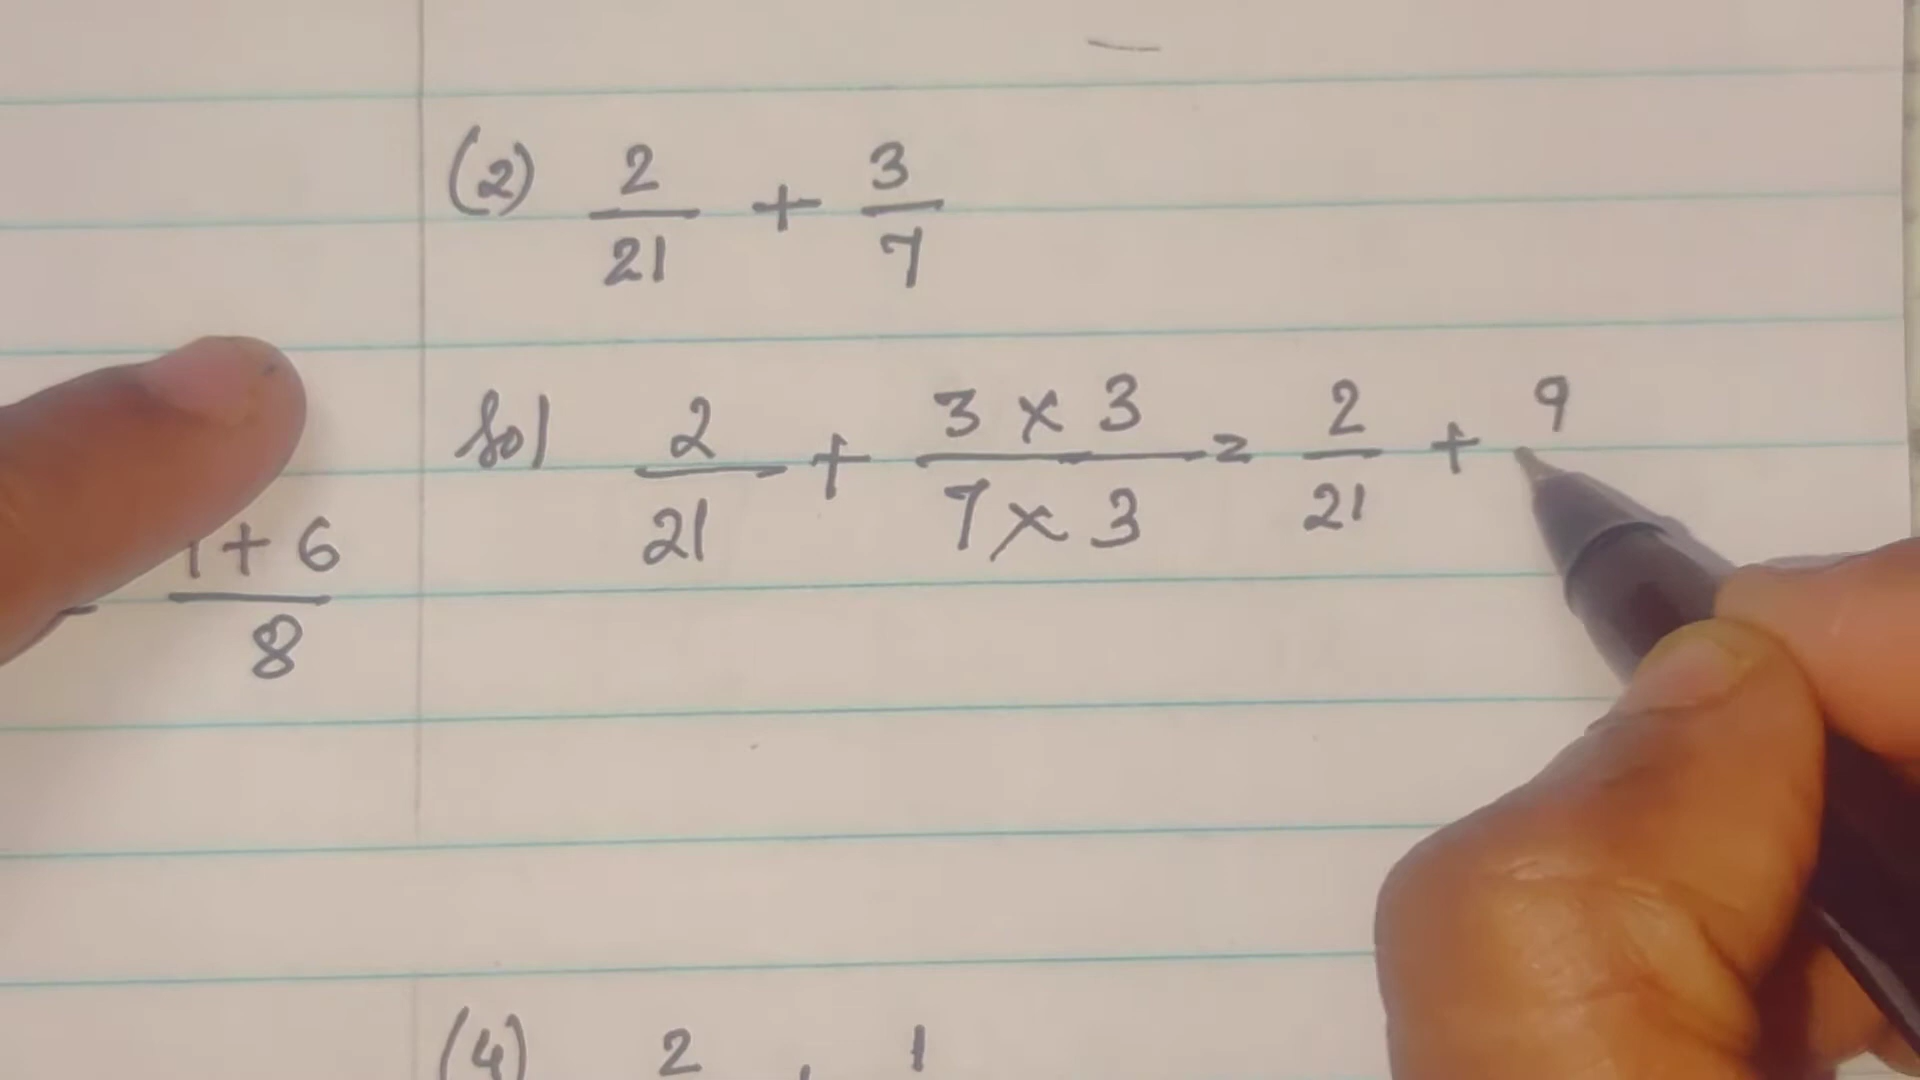 (2) 2/21 + 3/7
Sol 2/21 + 3 × 3/7 × 3 = 2/21 + 9
1 + 6/8
(4) 2 1